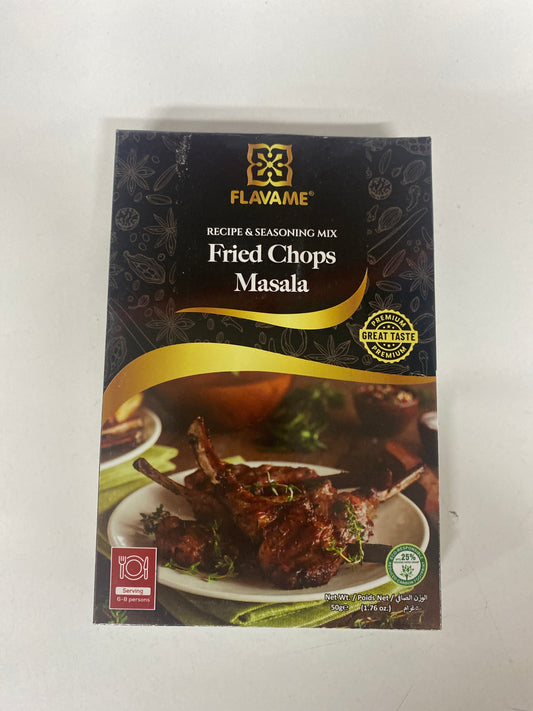 FLAVAME®
RECIPE & SEASONING MIX
Fried Chops
Masala
PREMIUM
GREAT TASTE
PREMIUM
25%
Serving
6-8 persons
Net Wt. / Poids Net / الوزن الصافي
50gr℮ (1.76 oz.)